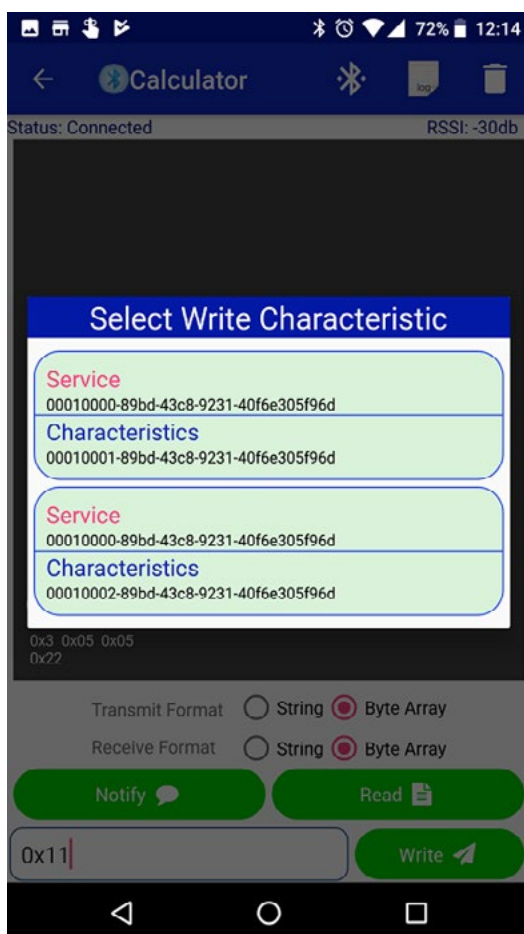 72% 12:14
Calculator
log
Status: Connected RSSI: -30db
Select Write Characteristic
Service
00010000-89bd-43c8-9231-40f6e305f96d
Characteristics
00010001-89bd-43c8-9231-40f6e305f96d
Service
00010000-89bd-43c8-9231-40f6e305f96d
Characteristics
00010002-89bd-43c8-9231-40f6e305f96d
0x3 0x05 0x05
0x22
Transmit Format String Byte Array
Receive Format String Byte Array
Notify Read
0x11 Write